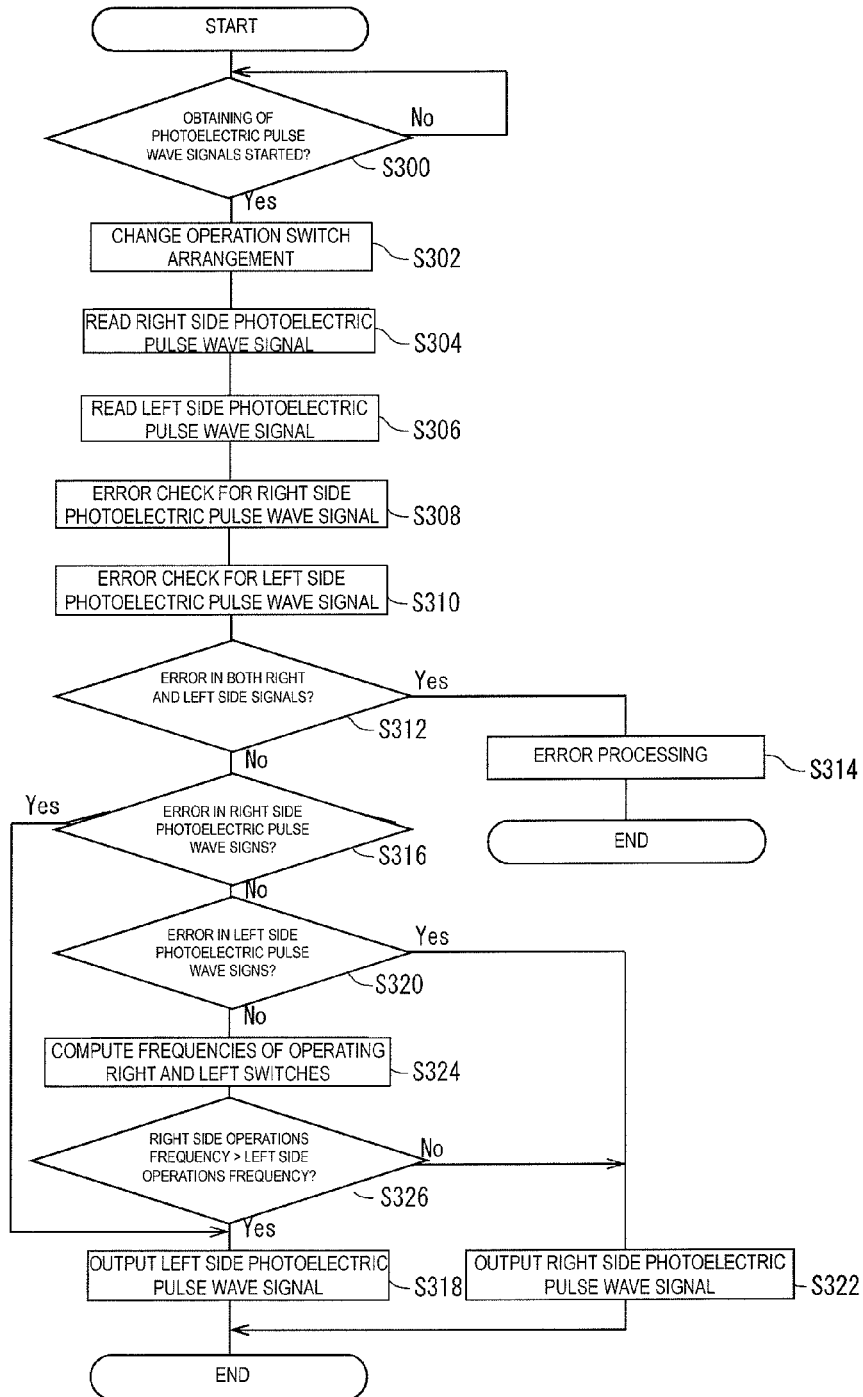 START
OBTAINING OF
PHOTOELECTRIC PULSE
WAVE SIGNALS STARTED?
No
S300
Yes
CHANGE OPERATION SWITCH
ARRANGEMENT
S302
READ RIGHT SIDE PHOTOELECTRIC
PULSE WAVE SIGNAL
S304
READ LEFT SIDE PHOTOELECTRIC
PULSE WAVE SIGNAL
S306
ERROR CHECK FOR RIGHT SIDE
PHOTOELECTRIC PULSE WAVE SIGNAL
S308
ERROR CHECK FOR LEFT SIDE
PHOTOELECTRIC PULSE WAVE SIGNAL
S310
ERROR IN BOTH RIGHT
AND LEFT SIDE SIGNALS?
Yes
S312
No
ERROR PROCESSING
S314
END
Yes
ERROR IN RIGHT SIDE
PHOTOELECTRIC PULSE
WAVE SIGNS?
S316
No
ERROR IN LEFT SIDE
PHOTOELECTRIC PULSE
WAVE SIGNS?
Yes
S320
No
COMPUTE FREQUENCIES OF OPERATING
RIGHT AND LEFT SWITCHES
S324
RIGHT SIDE OPERATIONS
FREQUENCY > LEFT SIDE
OPERATIONS FREQUENCY?
No
S326
Yes
OUTPUT LEFT SIDE PHOTOELECTRIC
PULSE WAVE SIGNAL
S318
OUTPUT RIGHT SIDE PHOTOELECTRIC
PULSE WAVE SIGNAL
S322
END